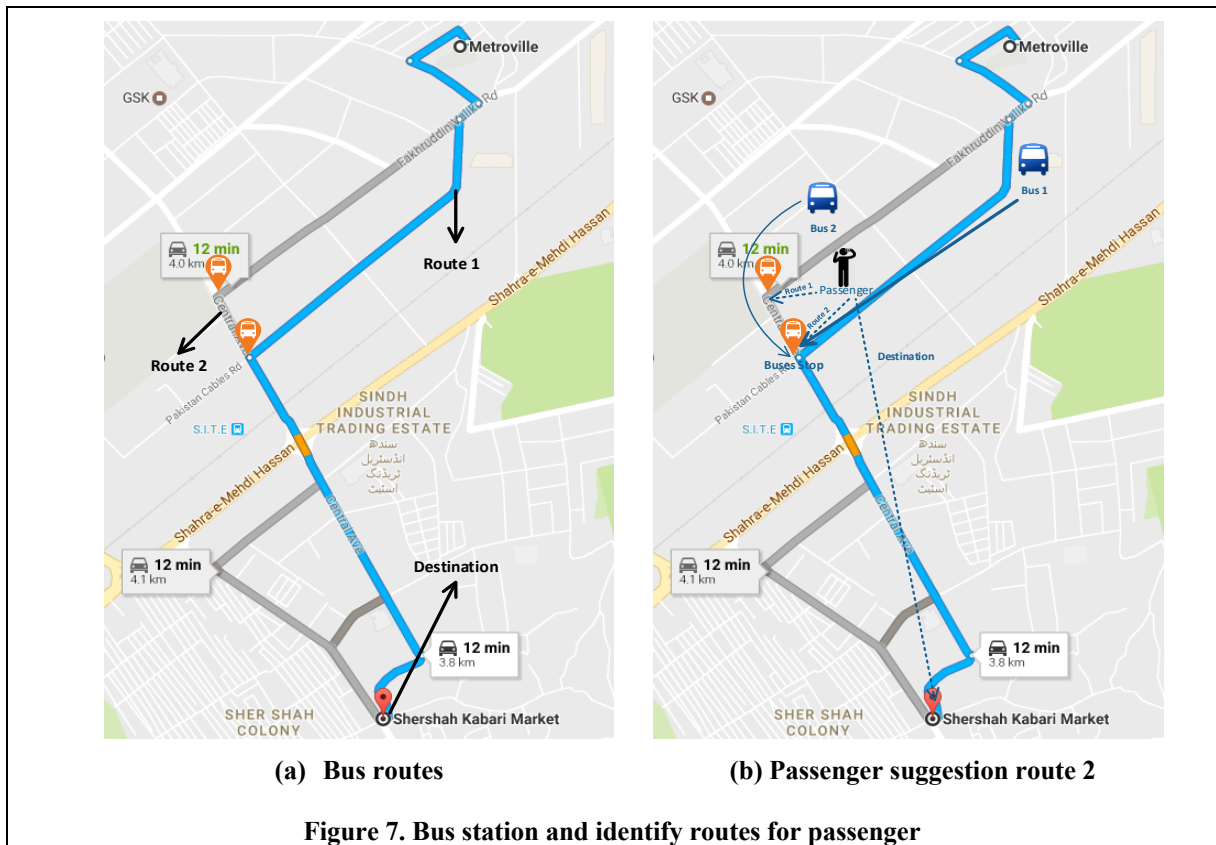 Metroville
GSK
Fakhruddin Valika Rd
Shahra-e-Mehdi Hassan
12 min
4.0 km
Route 1
Central Ave
Route 2
Pakistan Cables Rd
S.I.T.E
SINDH
INDUSTRIAL
TRADING ESTATE
سندھ
انڈسٹریل
ٹریڈنگ
اسٹیٹ
Shahra-e-Mehdi Hassan
Central Ave
12 min
4.1 km
Destination
12 min
3.8 km
SHER SHAH
COLONY
Shershah Kabari Market
(a) Bus routes
Metroville
GSK
Fakhruddin Valika Rd
Bus 1
Bus 2
Shahra-e-Mehdi Hassan
12 min
4.0 km
Route 1
Passenger
Central Ave
Route 2
Destination
Buses Stop
Pakistan Cables Rd
S.I.T.E
SINDH
INDUSTRIAL
TRADING ESTATE
سندھ
انڈسٹریل
ٹریڈنگ
اسٹیٹ
Shahra-e-Mehdi Hassan
Central Ave
12 min
4.1 km
12 min
3.8 km
SHER SHAH
COLONY
Shershah Kabari Market
(b) Passenger suggestion route 2
Figure 7. Bus station and identify routes for passenger